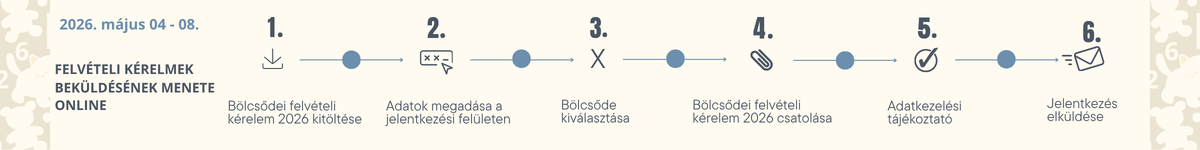 2026. május 04 - 08.
FELVÉTELI KÉRELMEK
BEKÜLDÉSÉNEK MENETE
ONLINE
1.
Bölcsődei felvételi
kérelem 2026 kitöltése
2.
Adatok megadása a
jelentkezési felületen
3.
X
Bölcsőde
kiválasztása
4.
Bölcsődei felvételi
kérelem 2026 csatolása
5.
Adatkezelési
tájékoztató
6.
Jelentkezés
elküldése